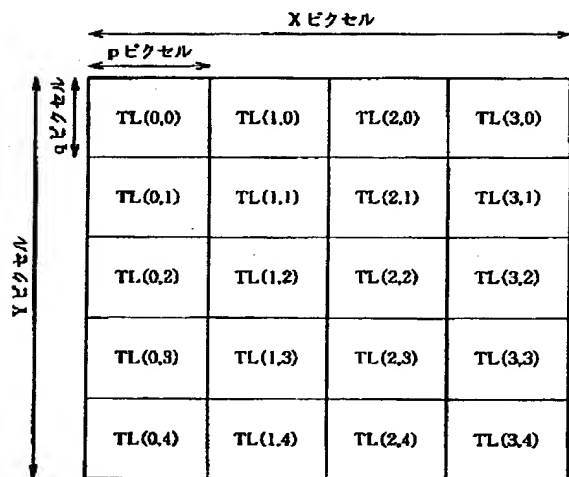 Xピクセル
pピクセル
qピクセル
Yピクセル
TL(0,0) TL(1,0) TL(2,0) TL(3,0)
TL(0,1) TL(1,1) TL(2,1) TL(3,1)
TL(0,2) TL(1,2) TL(2,2) TL(3,2)
TL(0,3) TL(1,3) TL(2,3) TL(3,3)
TL(0,4) TL(1,4) TL(2,4) TL(3,4)